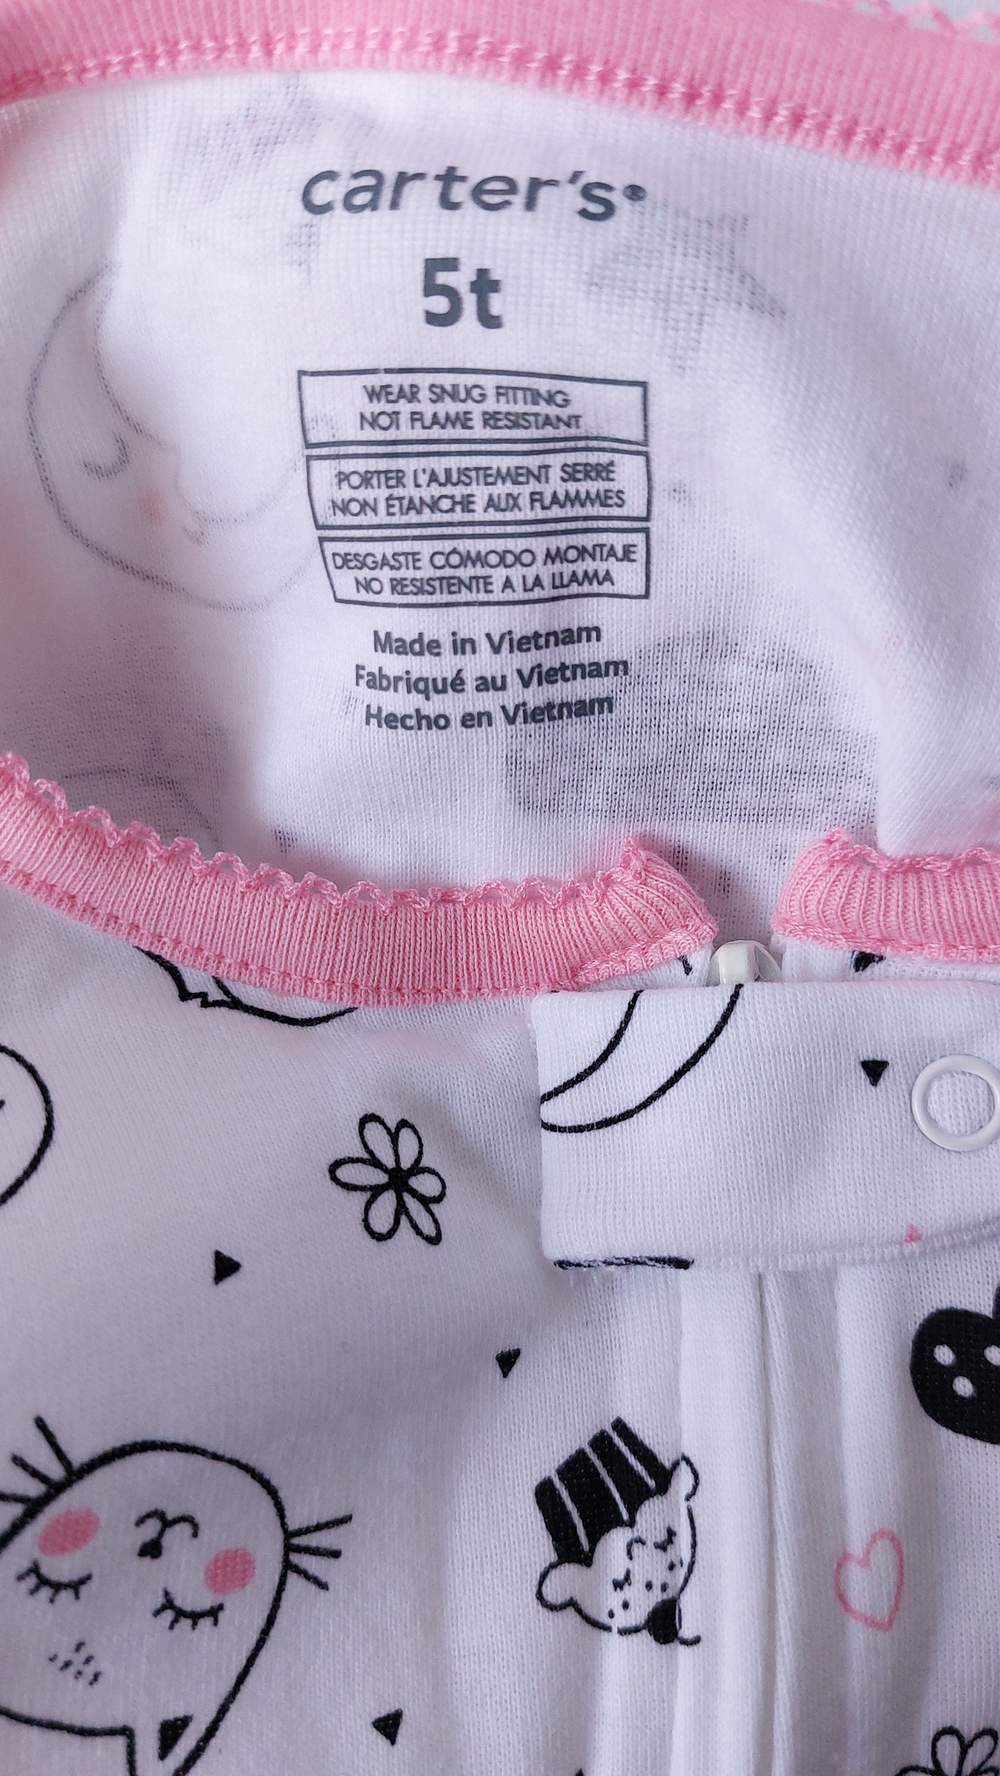 carter's®
5t
WEAR SNUG FITTING
NOT FLAME RESISTANT
PORTER L'AJUSTEMENT SERRÉ
NON ÉTANCHE AUX FLAMMES
DESGASTE CÓMODO MONTAJE
NO RESISTENTE A LA LLAMA
Made in Vietnam
Fabriqué au Vietnam
Hecho en Vietnam